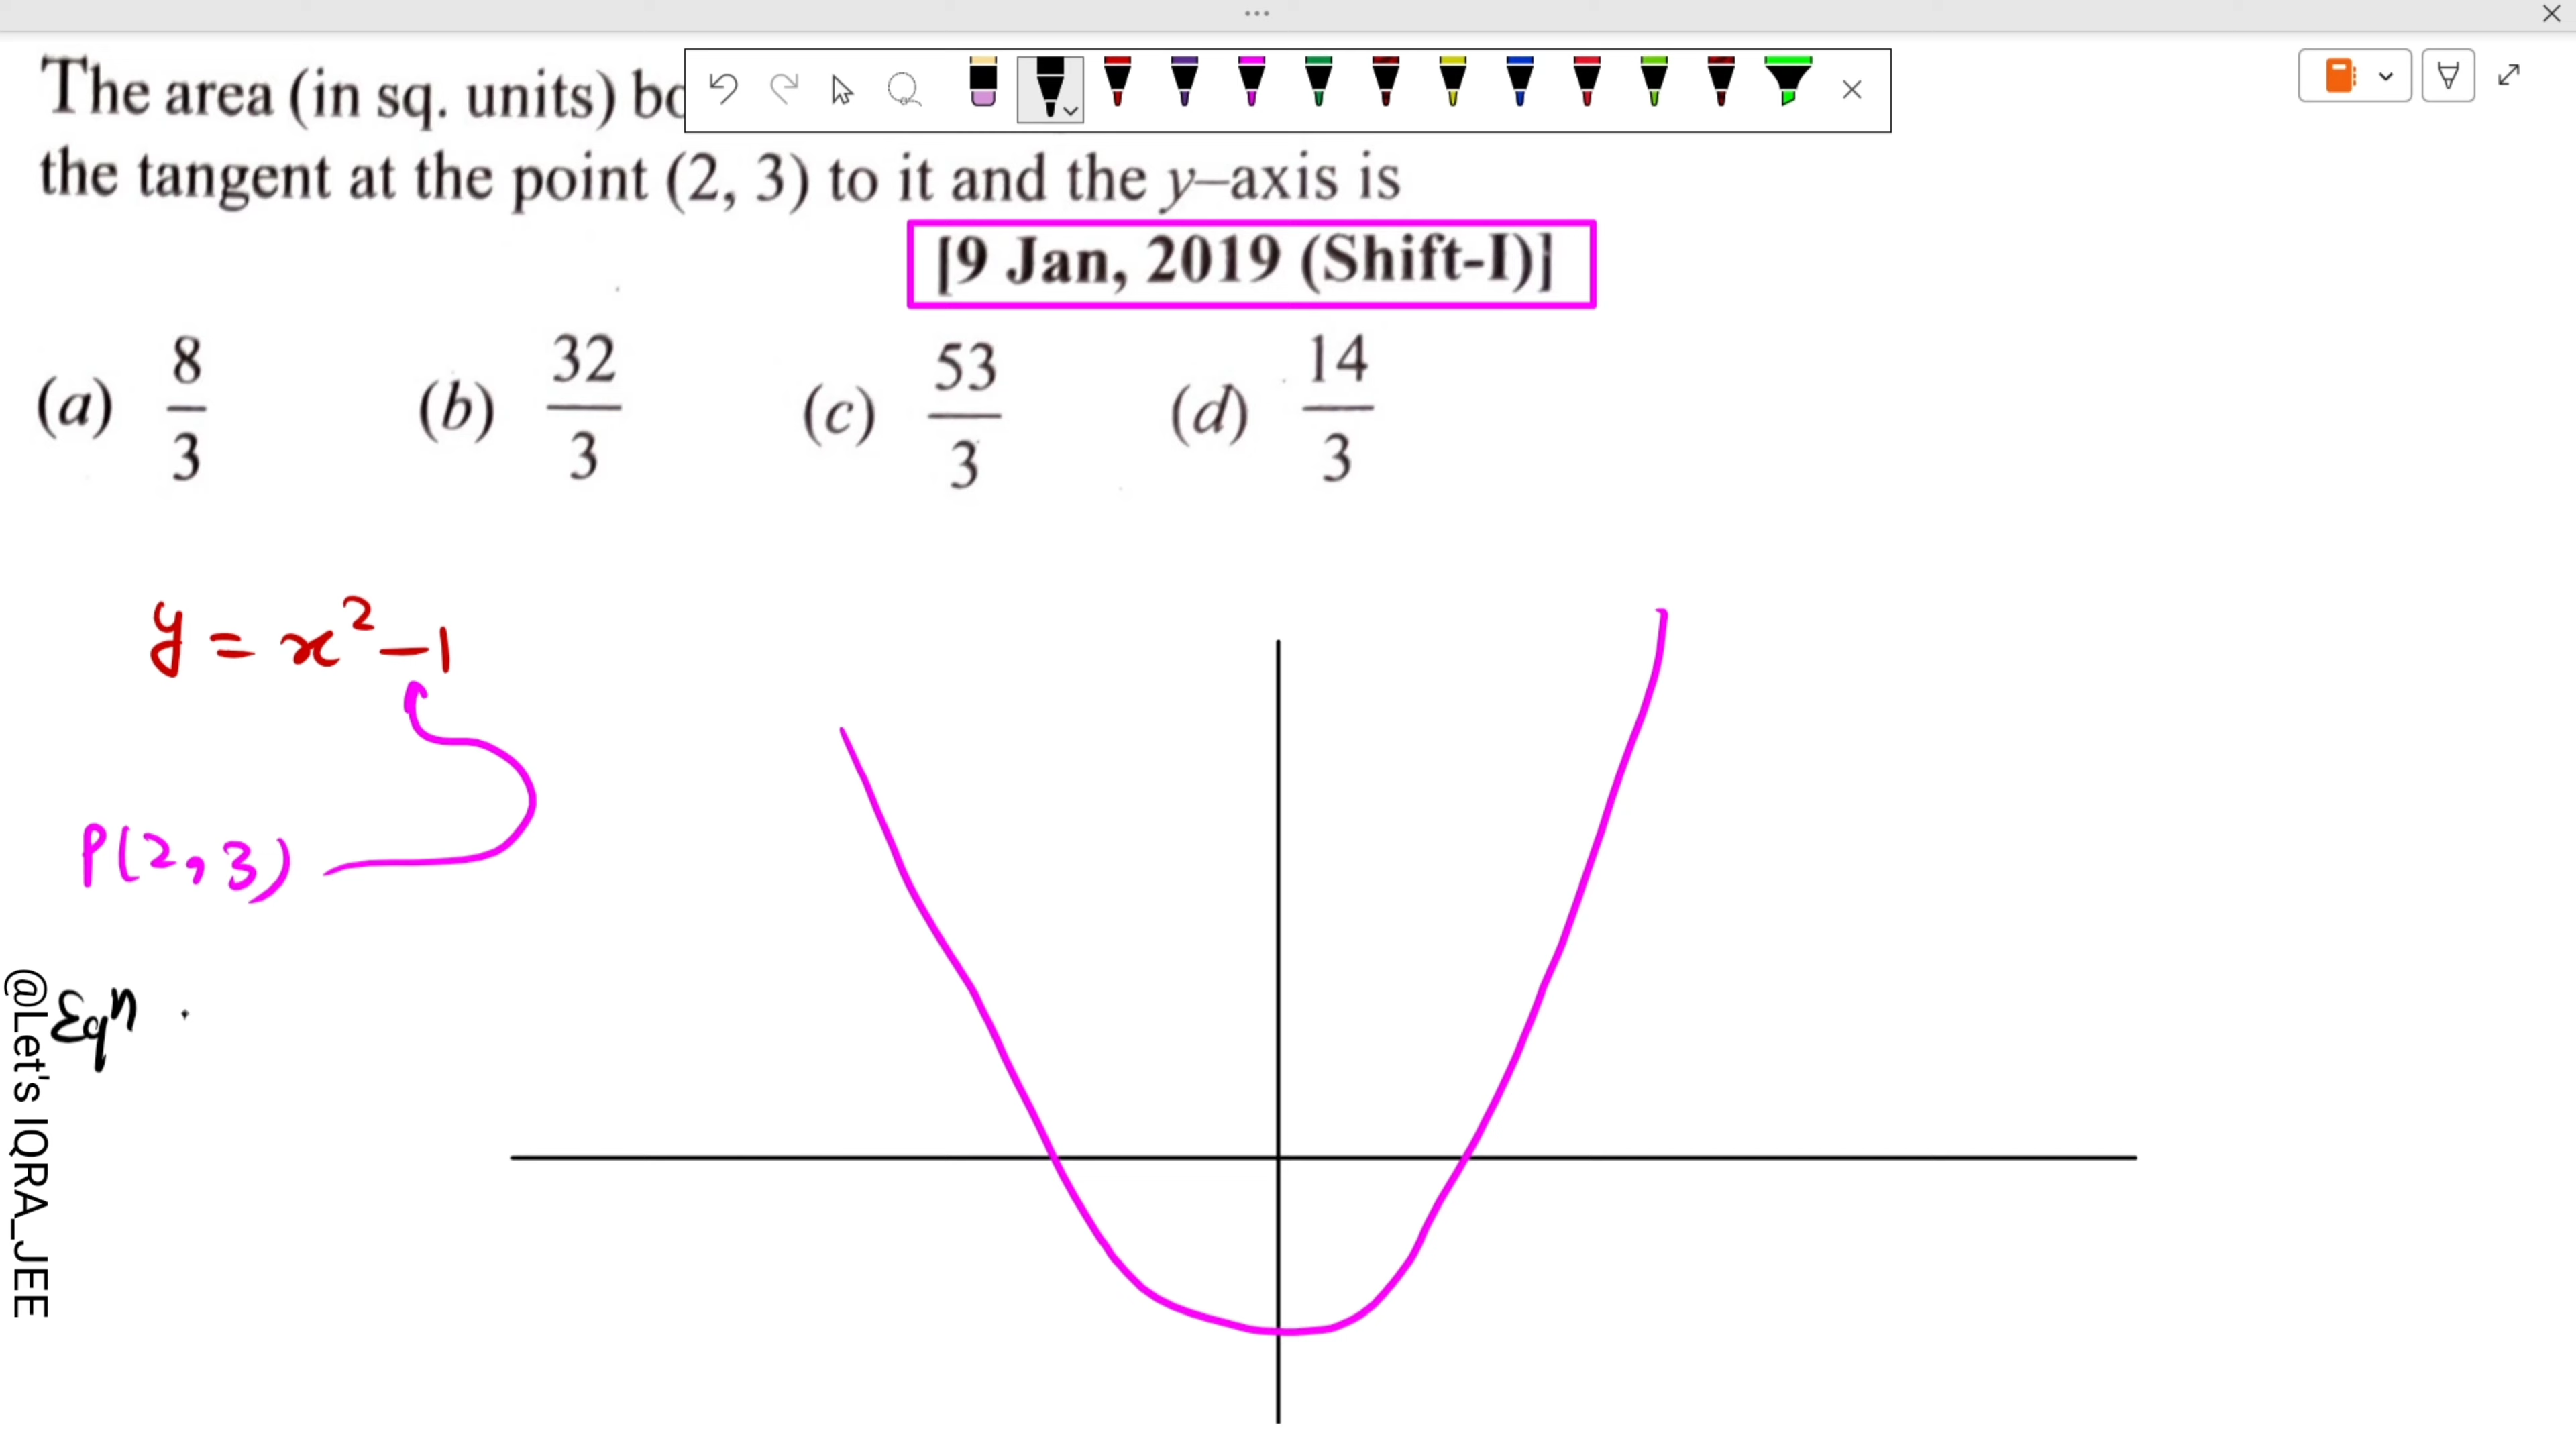 The area (in sq. units)
the tangent at the point (2, 3) to it and the y–axis is
[9 Jan, 2019 (Shift-I)]
(a) 8/3 (b) 32/3 (c) 53/3 (d) 14/3
y = x² – 1
P(2, 3)
Eqⁿ
@Let's IQRA_JEE